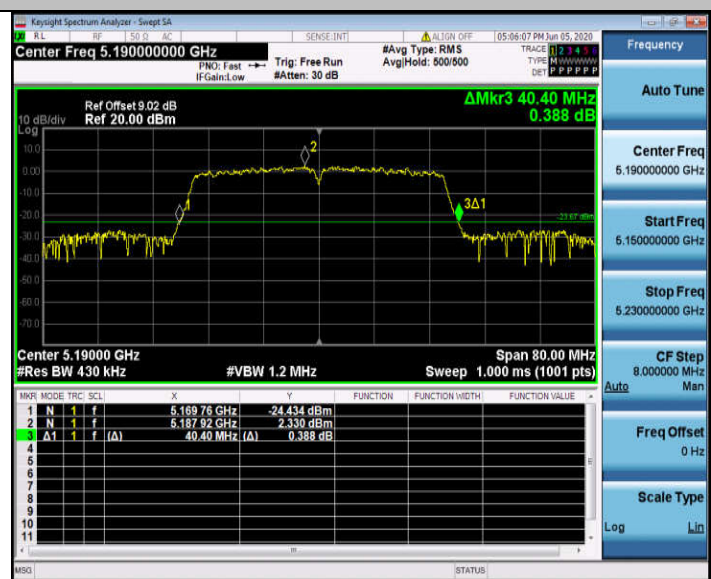 Keysight Spectrum Analyzer - Swept SA
RL RF 50 Ω AC SENSE:INT ALIGN OFF 05:06:07 PM Jun 05, 2020
Center Freq 5.190000000 GHz
PNO: Fast
IFGain:Low
Trig: Free Run
#Atten: 30 dB
#Avg Type: RMS
Avg|Hold: 500/500
TRACE 1 2 3 4 5 6
TYPE M W W W W W
DET P P P P P P
ΔMkr3 40.40 MHz
0.388 dB
Ref Offset 9.02 dB
10 dB/div Ref 20.00 dBm
Log
10.0
0.00
-10.0
-20.0
-30.0
-40.0
-50.0
-60.0
-70.0
2
3Δ1
-23.67 dBm
Center 5.19000 GHz Span 80.00 MHz
#Res BW 430 kHz #VBW 1.2 MHz Sweep 1.000 ms (1001 pts)
MKR MODE TRC SCL X Y FUNCTION FUNCTION WIDTH FUNCTION VALUE
1 N 1 f 5.169 76 GHz -24.434 dBm
2 N 1 f 5.187 92 GHz 2.330 dBm
3 Δ1 1 f (Δ) 40.40 MHz (Δ) 0.388 dB
4
5
6
7
8
9
10
11
MSG STATUS
Frequency
Auto Tune
Center Freq
5.190000000 GHz
Start Freq
5.150000000 GHz
Stop Freq
5.230000000 GHz
CF Step
8.000000 MHz
Auto Man
Freq Offset
0 Hz
Scale Type
Log Lin